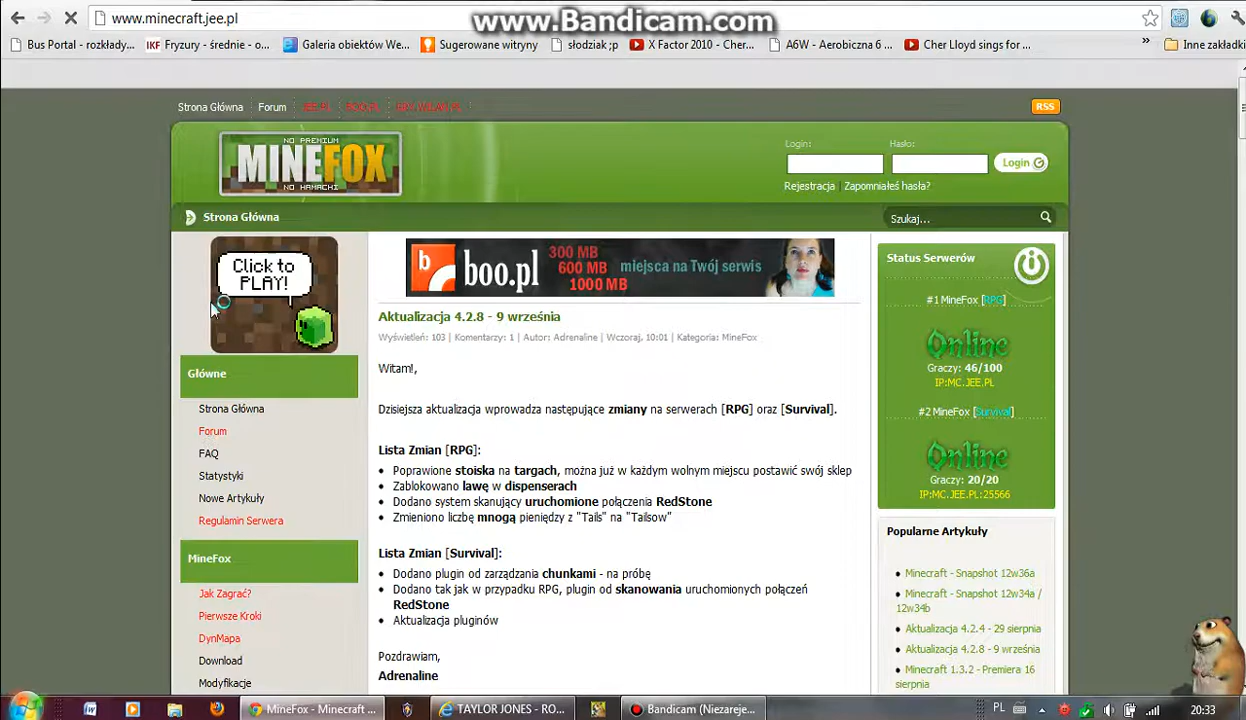 www.minecraft.jee.pl
www.Bandicam.com
Bus Portal - rozkłady...
IKF Fryzury - średnie - o...
Galeria obiektów We...
Sugerowane witryny
słodziak ;p
X Factor 2010 - Cher...
A6W - Aerobiczna 6 ...
Cher Lloyd sings for...
»
Inne zakładki
Strona Główna
Forum
RSS
NO PREMIUM
MINEFOX
NO HAMACHI
Login:
Hasło:
Login
Rejestracja | Zapomniałeś hasła?
Strona Główna
Szukaj...
Click to
PLAY!
Główne
Strona Główna
Forum
FAQ
Statystyki
Nowe Artykuły
Regulamin Serwera
MineFox
Jak Zagrać?
Pierwsze Kroki
DynMapa
Download
Modyfikacje
b boo.pl
300 MB
600 MB
1000 MB
miejsca na Twój serwis
Aktualizacja 4.2.8 - 9 września
Wyświetleń: 103 | Komentarzy: 1 | Autor: Adrenaline | Wczoraj, 10:01 | Kategoria: MineFox
Witam!,
Dzisiejsza aktualizacja wprowadza następujące zmiany na serwerach [RPG] oraz [Survival].
Lista Zmian [RPG]:
Poprawione stoiska na targach, można już w każdym wolnym miejscu postawić swój sklep
Zablokowano lawę w dispenserach
Dodano system skanujący uruchomione połączenia RedStone
Zmieniono liczbę mnogą pieniędzy z "Tails" na "Tailsow"
Lista Zmian [Survival]:
Dodano plugin od zarządzania chunkami - na próbę
Dodano tak jak w przypadku RPG, plugin od skanowania uruchomionych połączeń
RedStone
Aktualizacja pluginów
Pozdrawiam,
Adrenaline
Status Serwerów
#1 MineFox [RPG]
Online
Graczy: 46/100
IP:MC.JEE.PL
#2 MineFox [Survival]
Online
Graczy: 20/20
IP:MC.JEE.PL:25566
Popularne Artykuły
Minecraft - Snapshot 12w36a
Minecraft - Snapshot 12w34a /
12w34b
Aktualizacja 4.2.4 - 29 sierpnia
Aktualizacja 4.2.8 - 9 września
Minecraft 1.3.2 - Premiera 16
sierpnia
MineFox - Minecraft ...
TAYLOR JONES - RO...
Bandicam (Niezareje...
PL
20:33